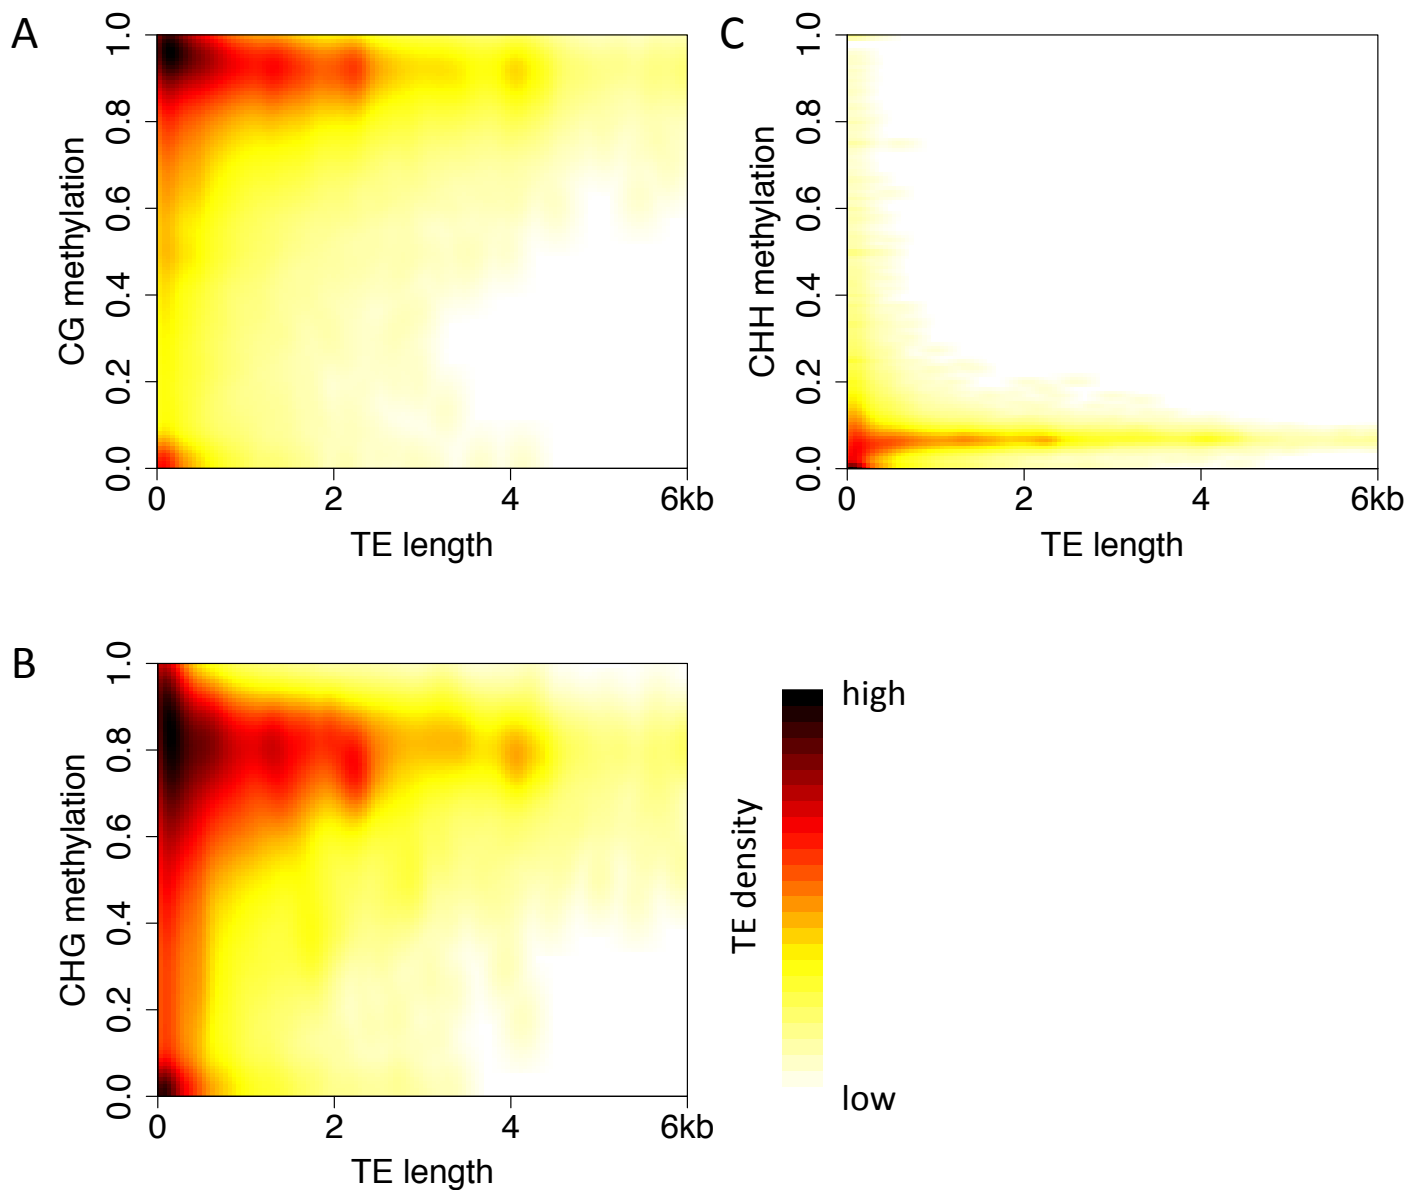 A
CG methylation
1.0
0.8
0.6
0.4
0.2
0.0
0 2 4 6kb
TE length
C
CHH methylation
1.0
0.8
0.6
0.4
0.2
0.0
0 2 4 6kb
TE length
B
CHG methylation
1.0
0.8
0.6
0.4
0.2
0.0
0 2 4 6kb
TE length
high
TE density
low